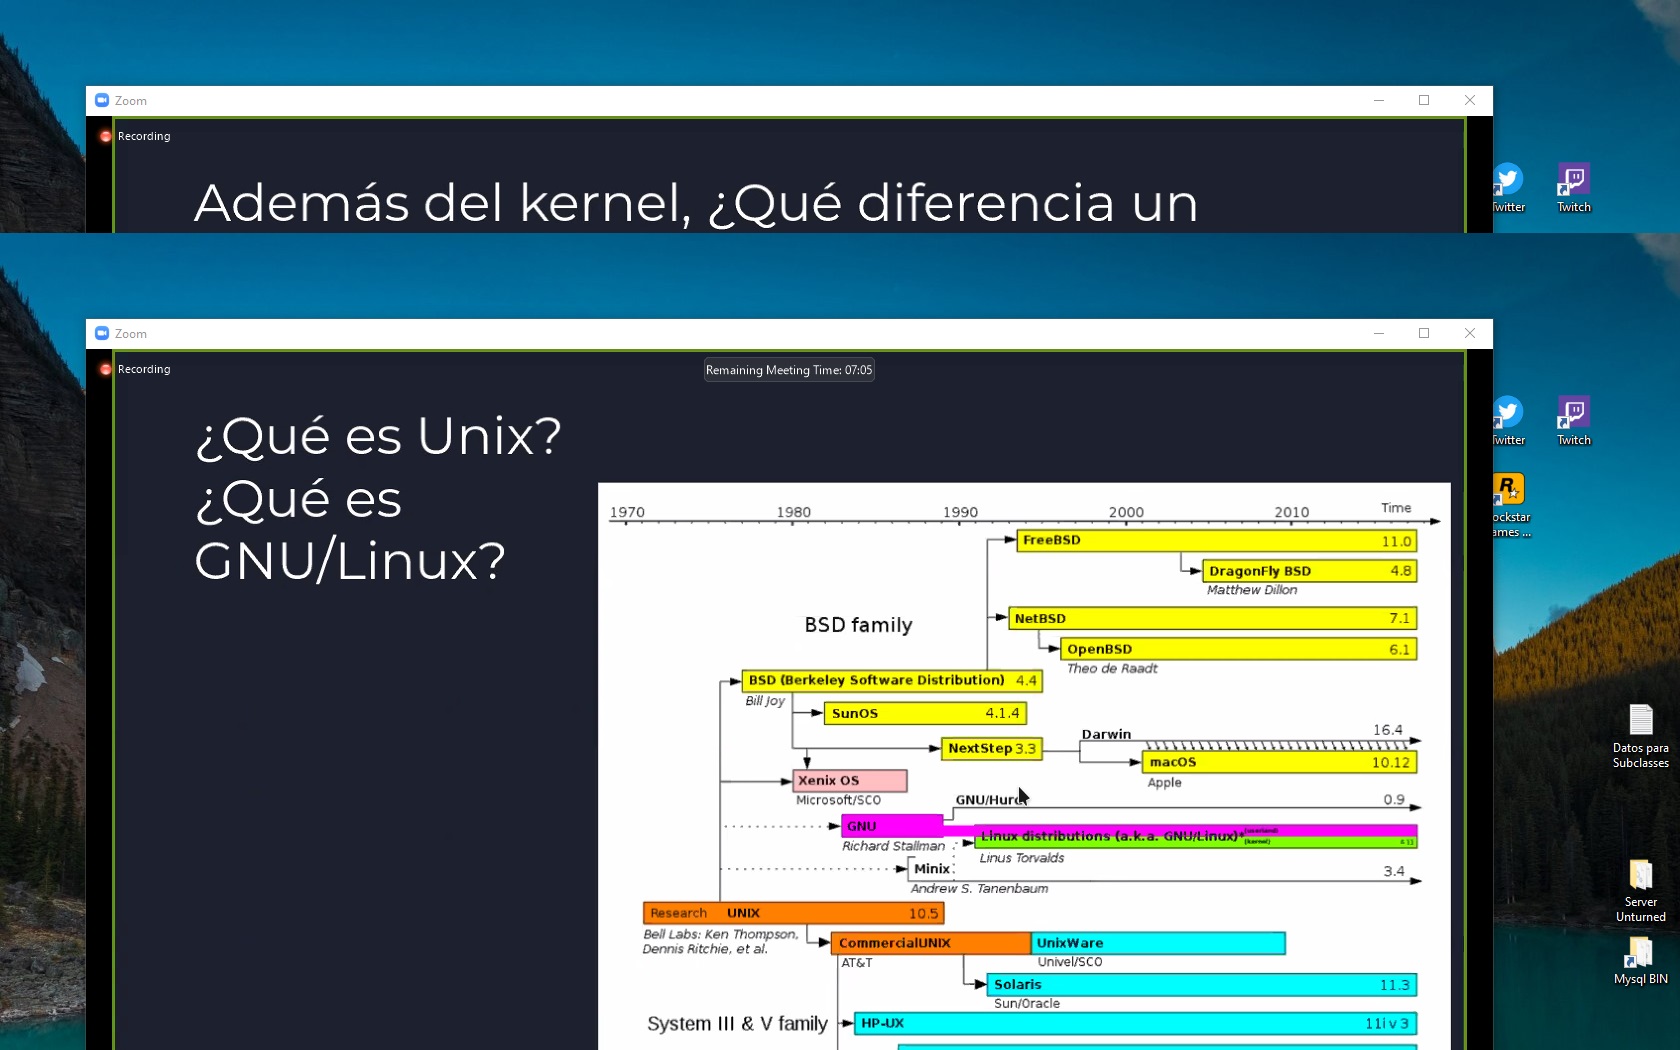 Zoom
Recording
Además del kernel, ¿Qué diferencia un
Twitter
Twitch
Zoom
Recording
Remaining Meeting Time: 07:05
¿Qué es Unix?
¿Qué es
GNU/Linux?
Twitter
Twitch
ockstar
ames ...
1970 1980 1990 2000 2010 Time
FreeBSD 11.0
DragonFly BSD 4.8
Matthew Dillon
BSD family
NetBSD 7.1
OpenBSD 6.1
Theo de Raadt
BSD (Berkeley Software Distribution) 4.4
Bill Joy
SunOS 4.1.4
Darwin 16.4
NextStep 3.3
macOS 10.12
Apple
Xenix OS
Microsoft/SCO
GNU/Hurd 0.9
GNU
Richard Stallman
Linux distributions (a.k.a. GNU/Linux)*
(userland)
(kernel)
Linus Torvalds
Minix 3.4
Andrew S. Tanenbaum
Research UNIX 10.5
Bell Labs: Ken Thompson,
Dennis Ritchie, et al.
CommercialUNIX
AT&T
UnixWare
Univel/SCO
Solaris 11.3
Sun/Oracle
System III & V family
HP-UX 11i v 3
Datos para
Subclasses
Server
Unturned
Mysql BIN